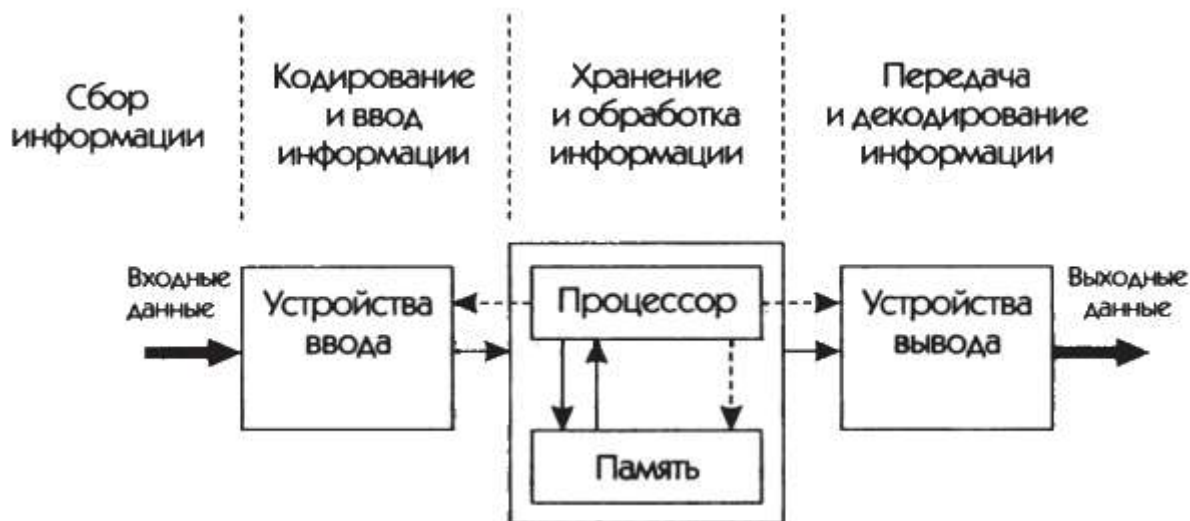 Сбор
информации
Кодирование
и ввод
информации
Хранение
и обработка
информации
Передача
и декодирование
информации
Входные
данные
Устройства
ввода
Процессор
Память
Устройства
вывода
Выходные
данные